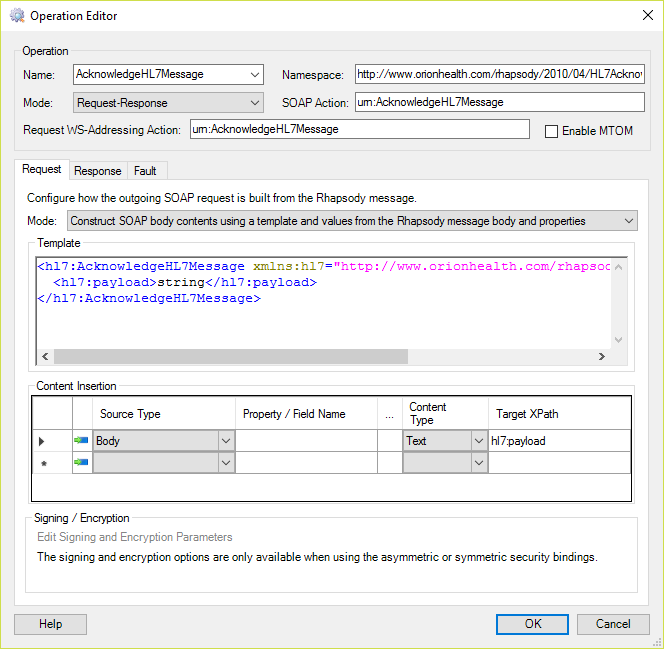 Operation Editor
Operation
Name: AcknowledgeHL7Message Namespace: http://www.orionhealth.com/rhapsody/2010/04/HL7Acknow
Mode: Request-Response SOAP Action: urn:AcknowledgeHL7Message
Request WS-Addressing Action: urn:AcknowledgeHL7Message Enable MTOM
Request Response Fault
Configure how the outgoing SOAP request is built from the Rhapsody message.
Mode: Construct SOAP body contents using a template and values from the Rhapsody message body and properties
Template
<hl7:AcknowledgeHL7Message xmlns:hl7="http://www.orionhealth.com/rhapsod
<hl7:payload>string</hl7:payload>
</hl7:AcknowledgeHL7Message>
Content Insertion
Source Type Property / Field Name ... Content Type Target XPath
Body Text hl7:payload
Signing / Encryption
Edit Signing and Encryption Parameters
The signing and encryption options are only available when using the asymmetric or symmetric security bindings.
Help OK Cancel